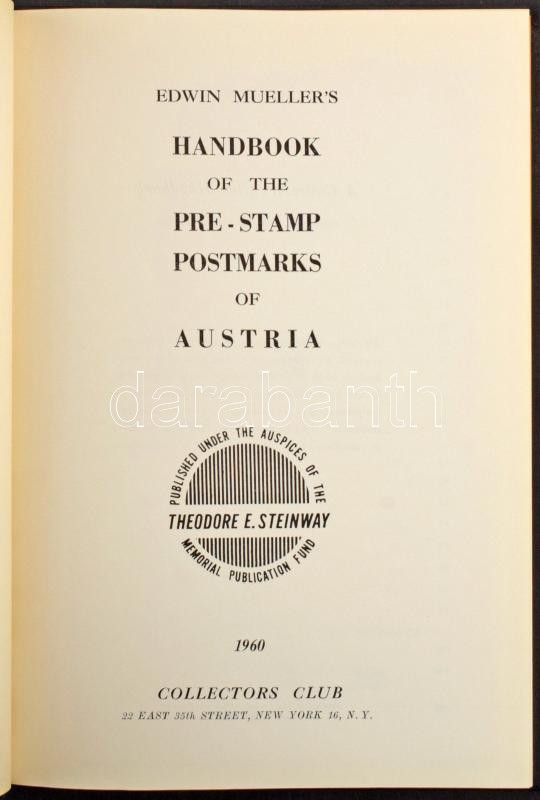 EDWIN MUELLER'S
HANDBOOK
OF THE
PRE-STAMP
POSTMARKS
OF
AUSTRIA
darabanth
PUBLISHED UNDER THE AUSPICES OF THE
THEODORE E. STEINWAY
MEMORIAL PUBLICATION FUND
1960
COLLECTORS CLUB
22 EAST 35th STREET, NEW YORK 16, N. Y.